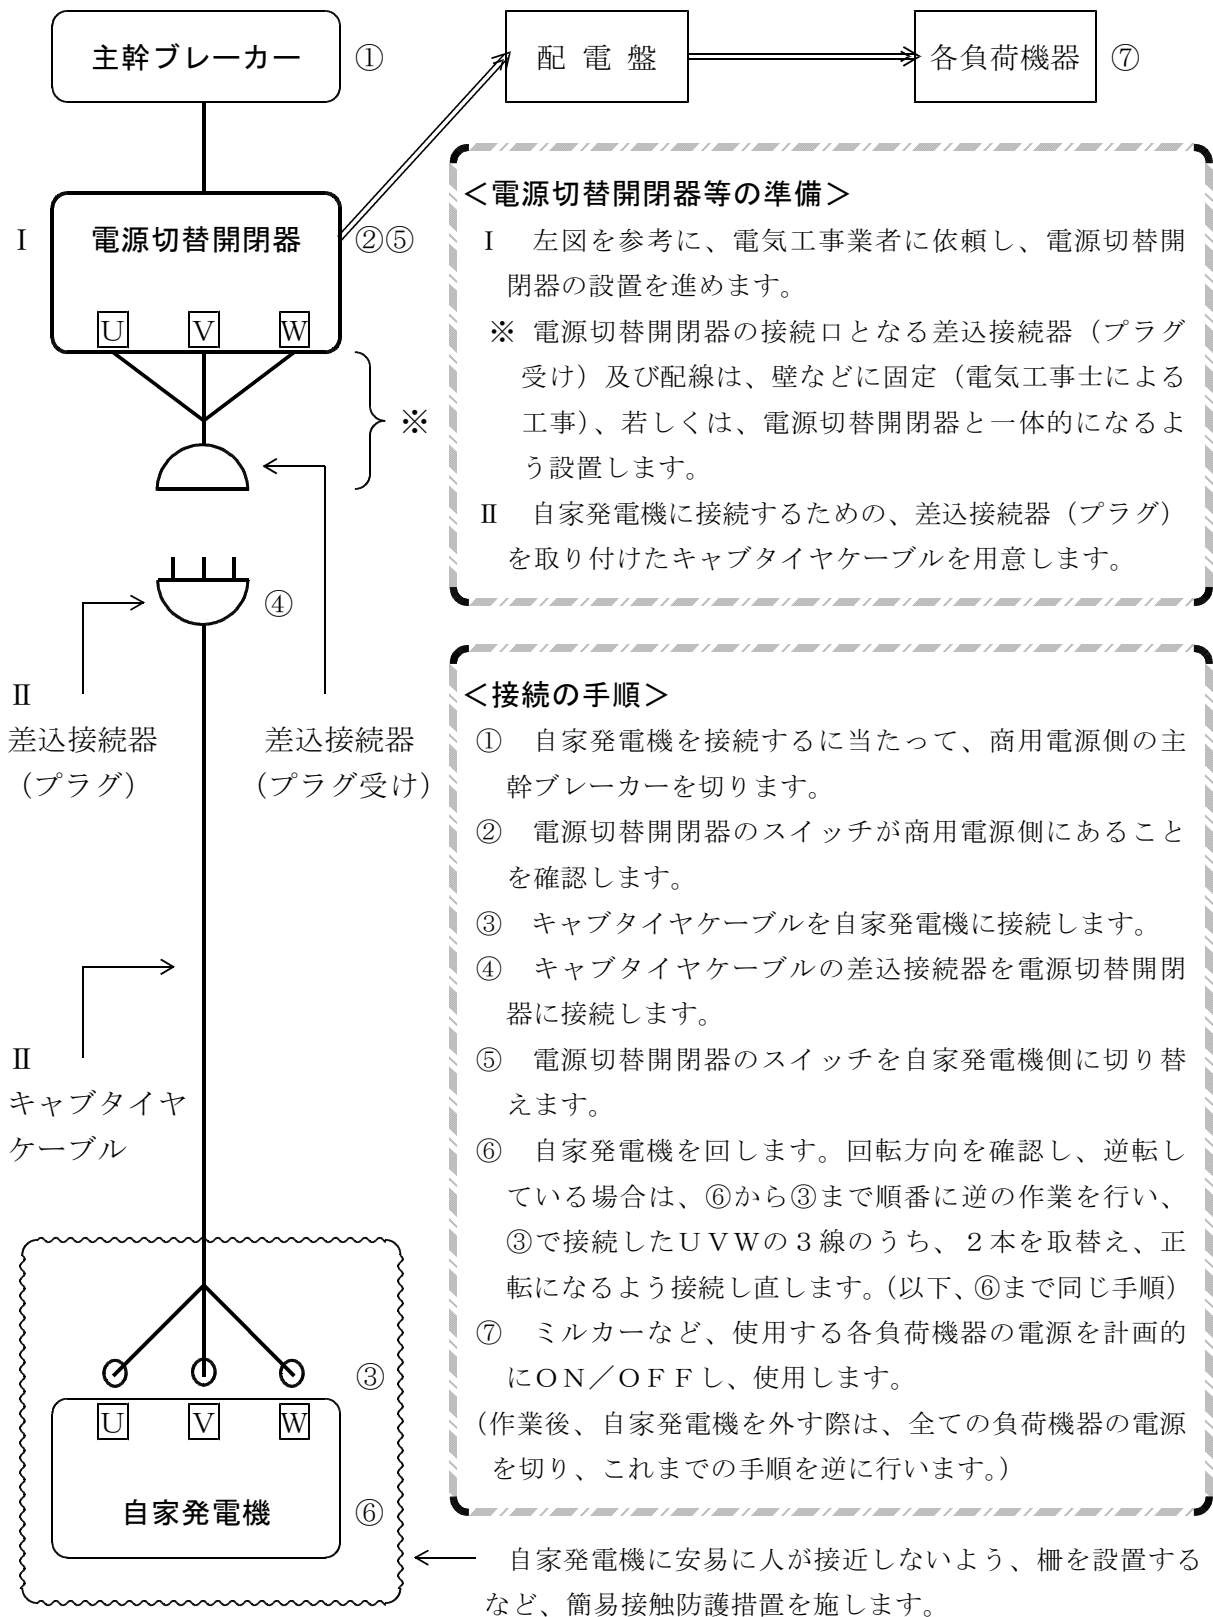 主幹ブレーカー ①
配電盤
各負荷機器 ⑦
Ⅰ 電源切替開閉器 ②⑤
U V W
※
④
Ⅱ
差込接続器
（プラグ）
差込接続器
（プラグ受け）
Ⅱ
キャブタイヤ
ケーブル
③
U V W
自家発電機 ⑥
＜電源切替開閉器等の準備＞
Ⅰ 左図を参考に、電気工事業者に依頼し、電源切替開
閉器の設置を進めます。
※ 電源切替開閉器の接続口となる差込接続器（プラグ
受け）及び配線は、壁などに固定（電気工事士による
工事）、若しくは、電源切替開閉器と一体的になるよ
う設置します。
Ⅱ 自家発電機に接続するための、差込接続器（プラグ）
を取り付けたキャブタイヤケーブルを用意します。
＜接続の手順＞
① 自家発電機を接続するに当たって、商用電源側の主
幹ブレーカーを切ります。
② 電源切替開閉器のスイッチが商用電源側にあること
を確認します。
③ キャブタイヤケーブルを自家発電機に接続します。
④ キャブタイヤケーブルの差込接続器を電源切替開閉
器に接続します。
⑤ 電源切替開閉器のスイッチを自家発電機側に切り替
えます。
⑥ 自家発電機を回します。回転方向を確認し、逆転し
ている場合は、⑥から③まで順番に逆の作業を行い、
③で接続したＵＶＷの３線のうち、２本を取替え、正
転になるよう接続し直します。（以下、⑥まで同じ手順）
⑦ ミルカーなど、使用する各負荷機器の電源を計画的
にＯＮ／ＯＦＦし、使用します。
（作業後、自家発電機を外す際は、全ての負荷機器の電源
を切り、これまでの手順を逆に行います。）
自家発電機に安易に人が接近しないよう、柵を設置する
など、簡易接触防護措置を施します。